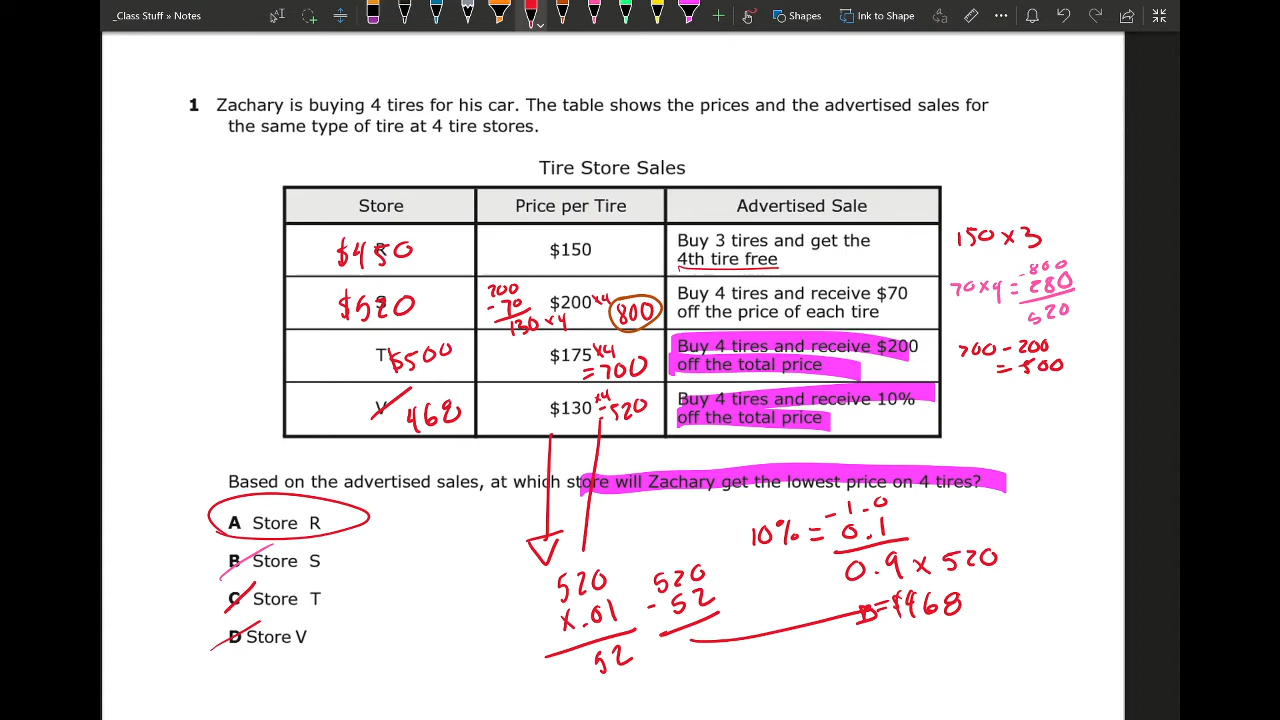 _Class Stuff » Notes
Shapes
Ink to Shape
1 Zachary is buying 4 tires for his car. The table shows the prices and the advertised sales for
the same type of tire at 4 tire stores.
Tire Store Sales
Store Price per Tire Advertised Sale
$450 $150 Buy 3 tires and get the
4th tire free
150 x 3
$520 200 - 70 130 x4 $200 x4 800 Buy 4 tires and receive $70
off the price of each tire
70 x 4 = 280
- 800
520
T $500 $175 x4 = 700 Buy 4 tires and receive $200
off the total price
700 - 200
= 500
V 468 $130 x4 = 520 Buy 4 tires and receive 10%
off the total price
Based on the advertised sales, at which store will Zachary get the lowest price on 4 tires?
A Store R
B Store S
C Store T
D Store V
520
x .01
52
520
- 52
10% =
- 1.0
0.1
0.9 x 520
= $468